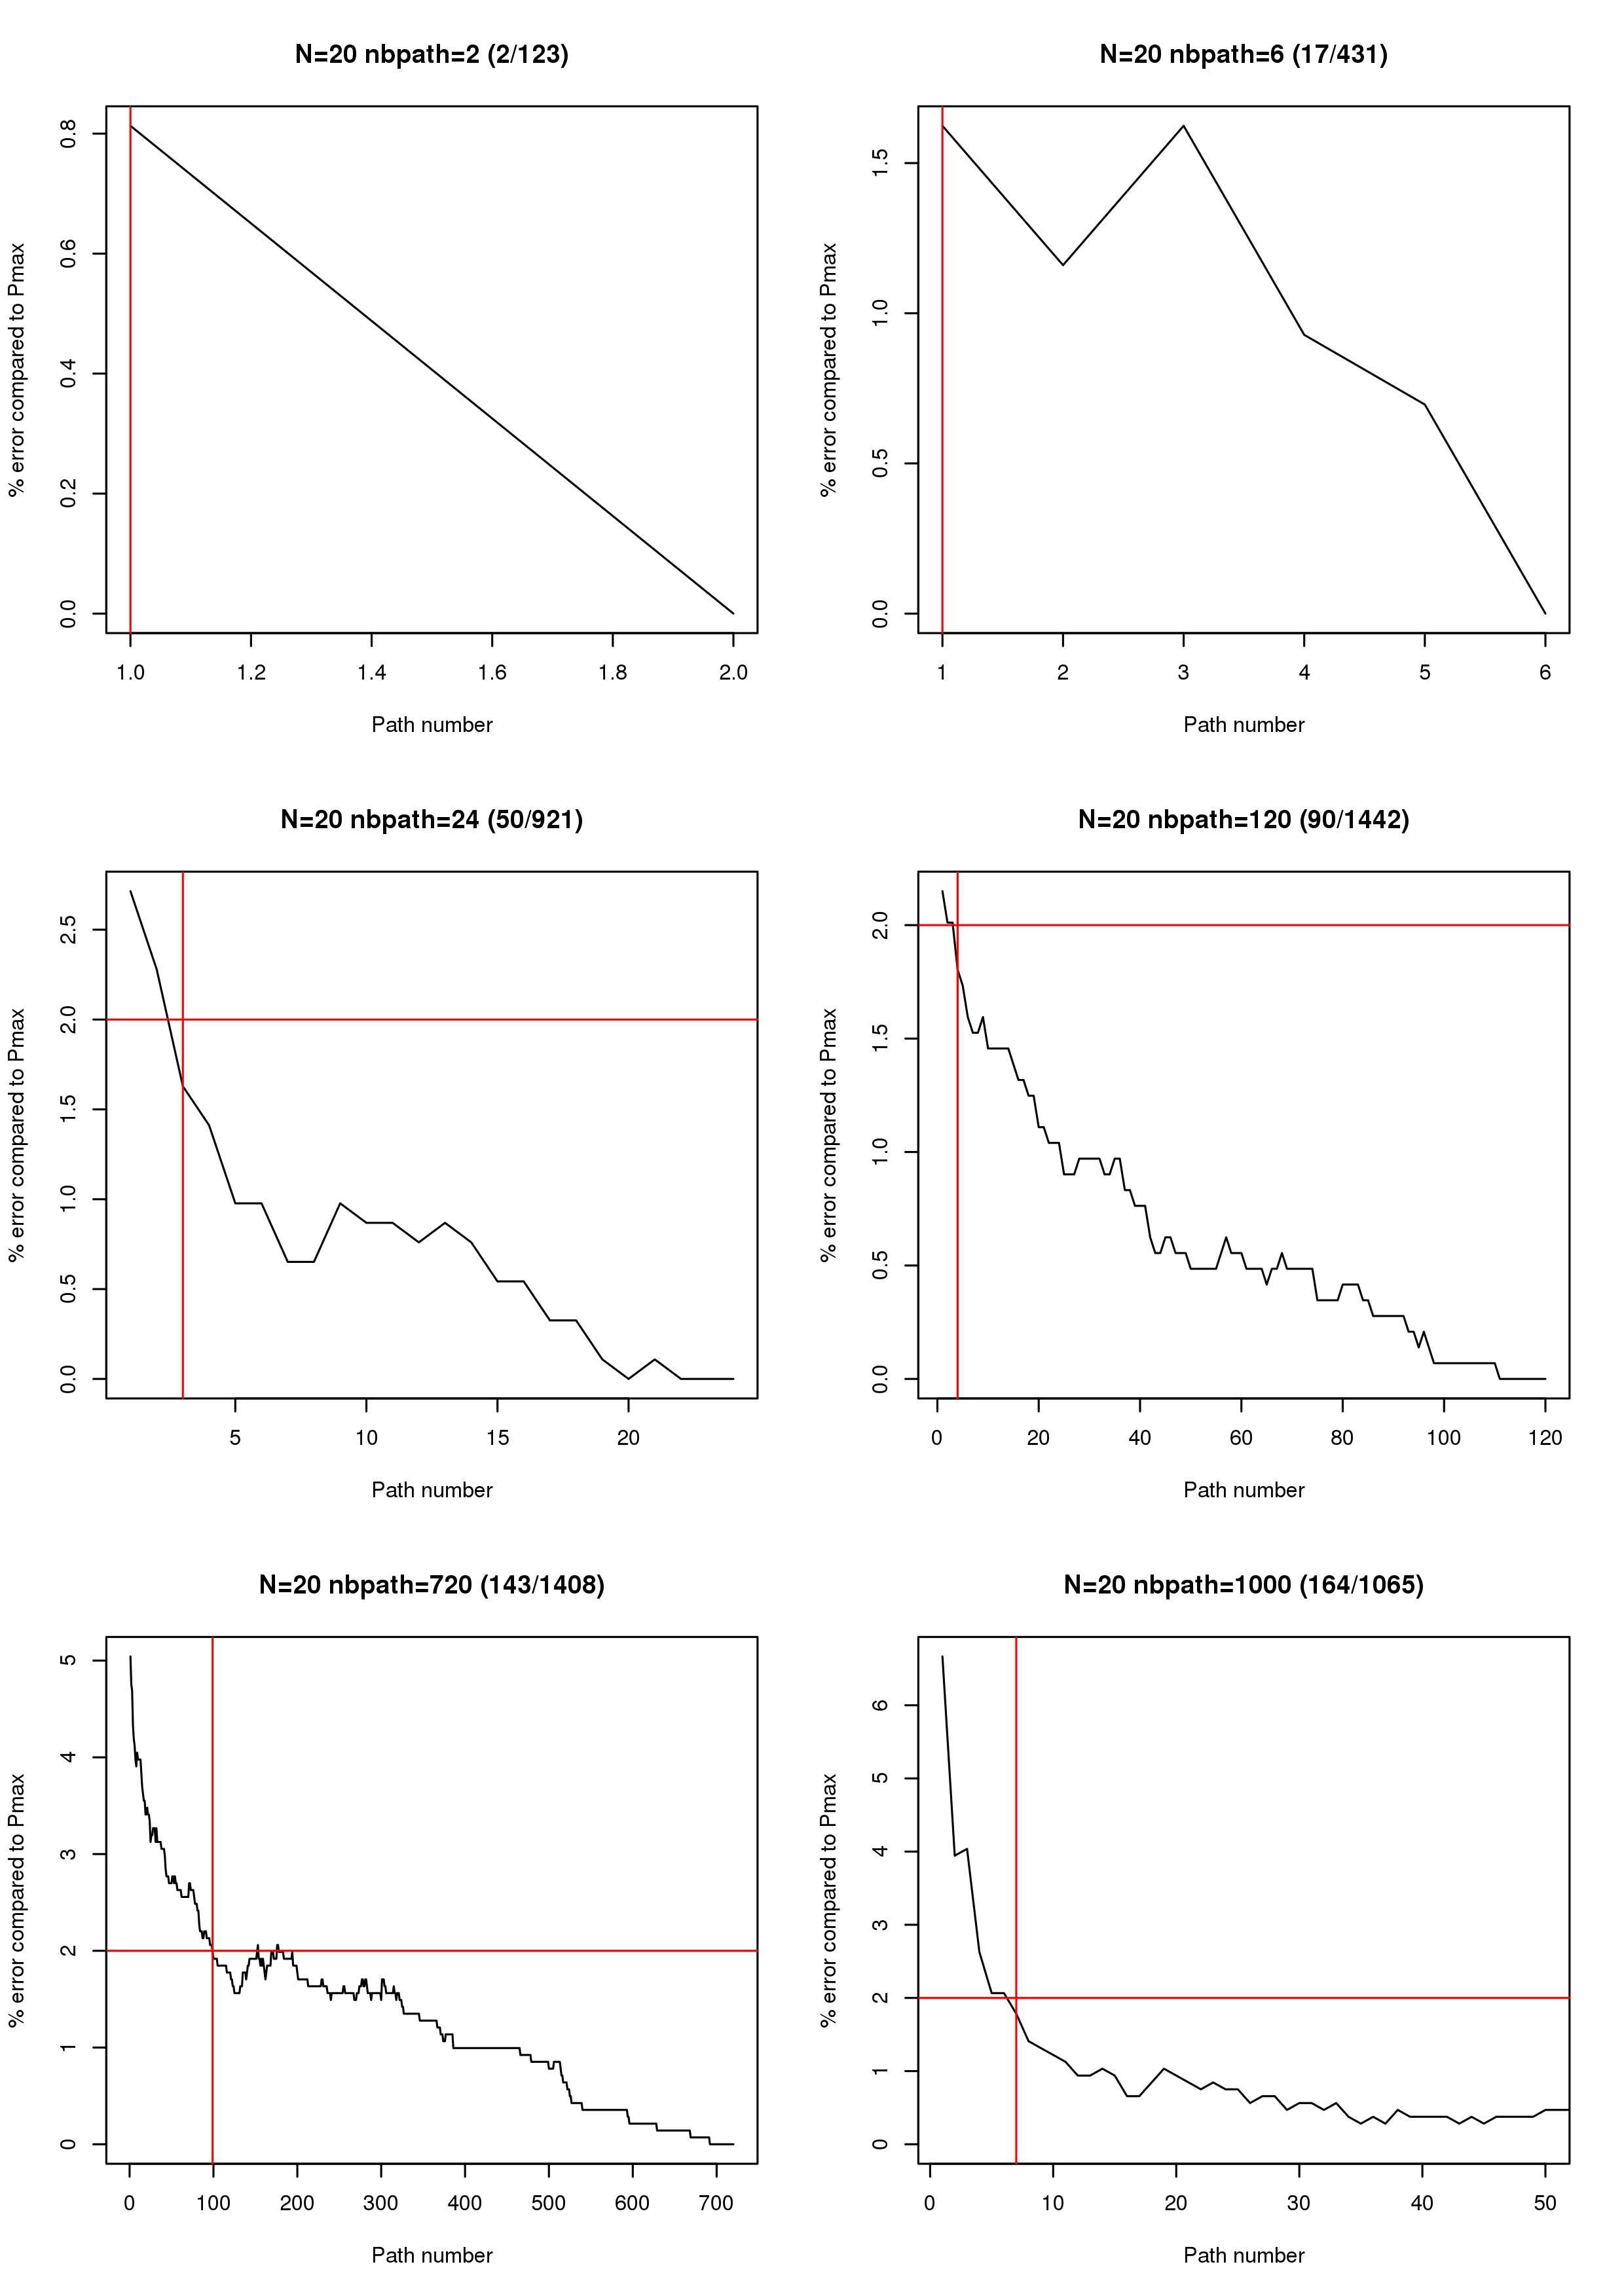 N=20 nbpath=2 (2/123)
% error compared to Pmax
0.8
0.6
0.4
0.2
0.0
1.0 1.2 1.4 1.6 1.8 2.0
Path number
N=20 nbpath=6 (17/431)
% error compared to Pmax
1.5
1.0
0.5
0.0
1 2 3 4 5 6
Path number
N=20 nbpath=24 (50/921)
% error compared to Pmax
2.5
2.0
1.5
1.0
0.5
0.0
5 10 15 20
Path number
N=20 nbpath=120 (90/1442)
% error compared to Pmax
2.0
1.5
1.0
0.5
0.0
0 20 40 60 80 100 120
Path number
N=20 nbpath=720 (143/1408)
% error compared to Pmax
5
4
3
2
1
0
0 100 200 300 400 500 600 700
Path number
N=20 nbpath=1000 (164/1065)
% error compared to Pmax
6
5
4
3
2
1
0
0 10 20 30 40 50
Path number